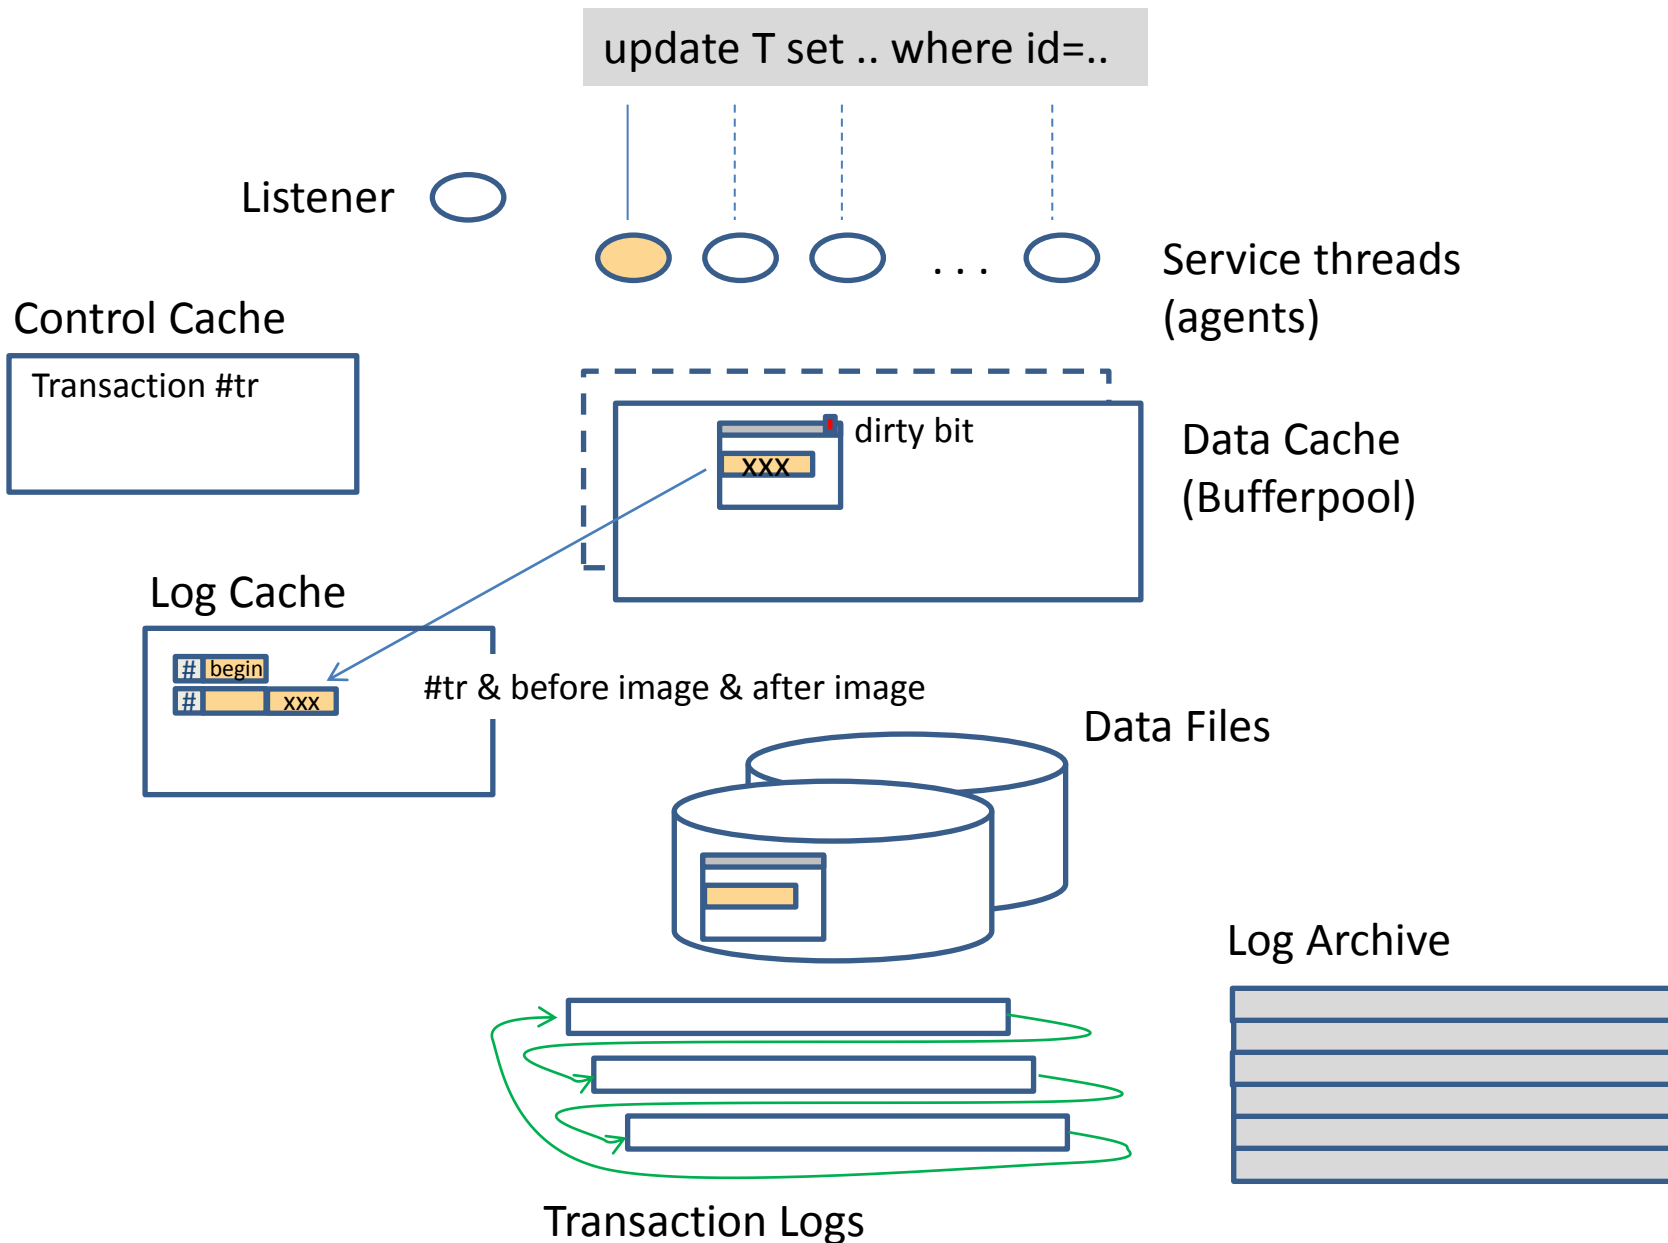 update T set .. where id=..
Listener
. . .
Service threads
(agents)
Control Cache
Transaction #tr
dirty bit
xxx
Data Cache
(Bufferpool)
Log Cache
# begin
# xxx
#tr & before image & after image
Data Files
Log Archive
Transaction Logs